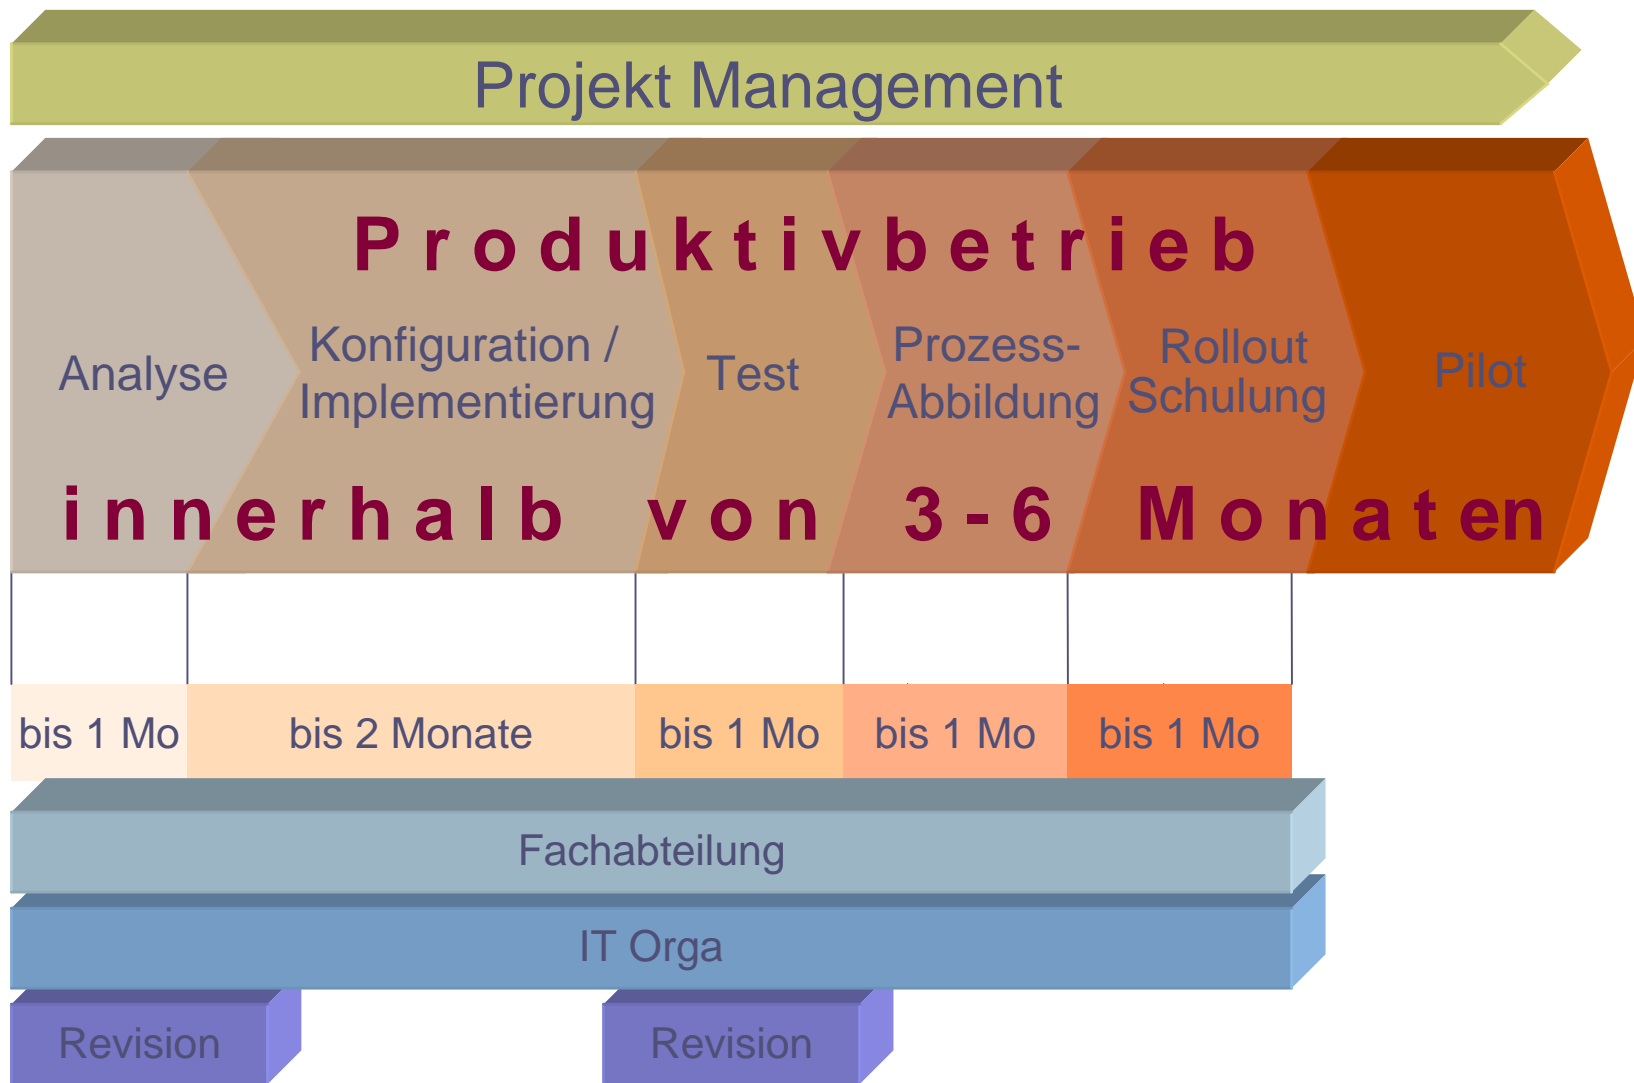 Projekt Management
Produktivbetrieb
Analyse
Konfiguration /
Implementierung
Test
Prozess-
Abbildung
Rollout
Schulung
Pilot
innerhalb von 3-6 Monaten
bis 1 Mo
bis 2 Monate
bis 1 Mo
bis 1 Mo
bis 1 Mo
Fachabteilung
IT Orga
Revision
Revision